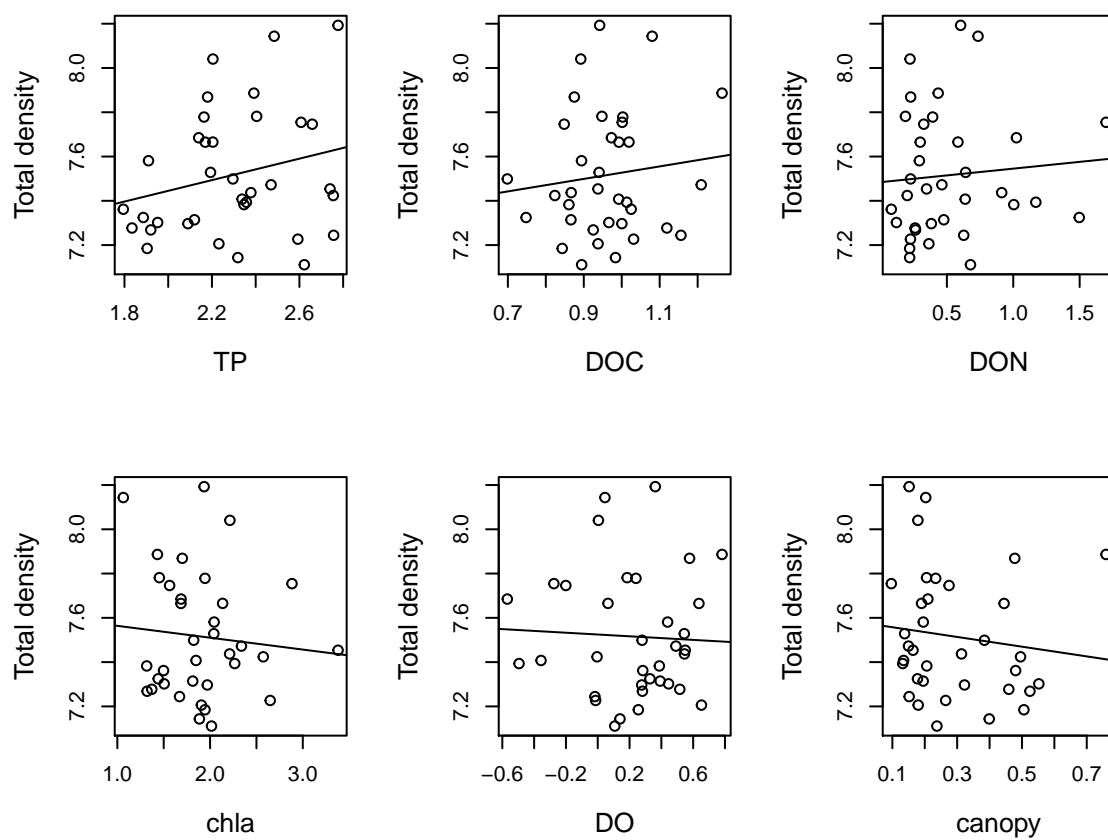 Total density
8.0
7.6
7.2
1.8 2.2 2.6
TP
Total density
8.0
7.6
7.2
0.7 0.9 1.1
DOC
Total density
8.0
7.6
7.2
0.5 1.0 1.5
DON
Total density
8.0
7.6
7.2
1.0 2.0 3.0
chla
Total density
8.0
7.6
7.2
−0.6 −0.2 0.2 0.6
DO
Total density
8.0
7.6
7.2
0.1 0.3 0.5 0.7
canopy